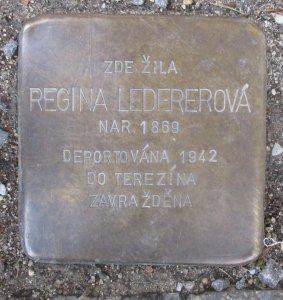 ZDE ŽILA
REGINA LEDEREROVÁ
NAR. 1869
DEPORTOVÁNA 1942
DO TEREZÍNA
ZAVRAŽDĚNA